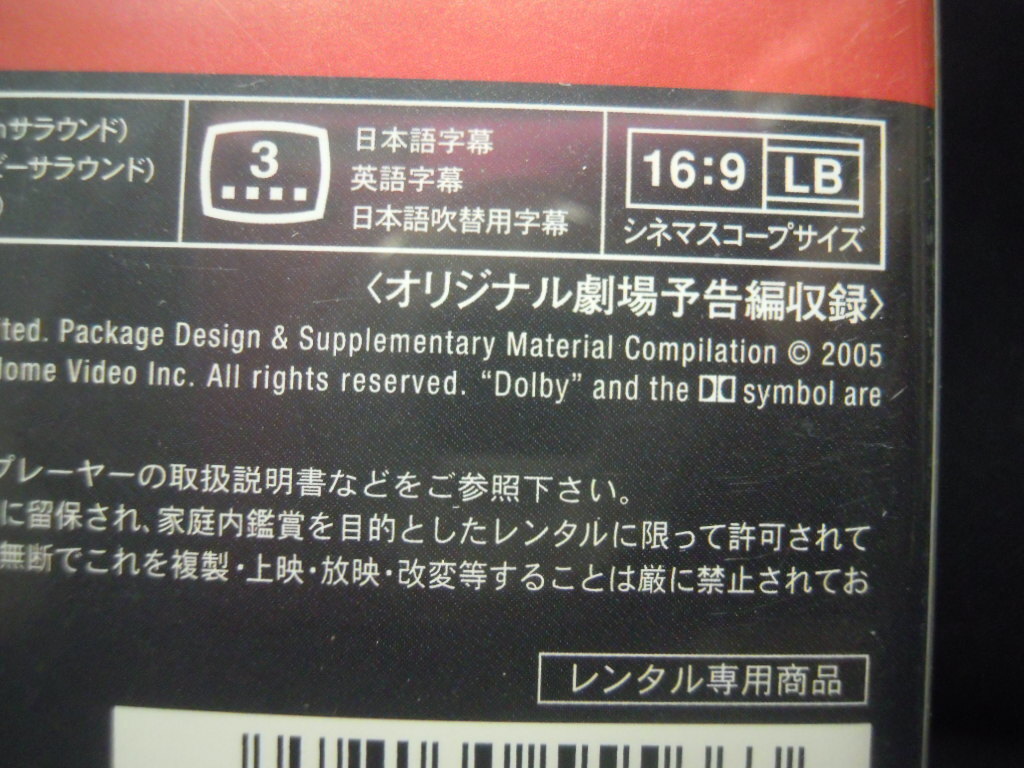 サラウンド)
ーサラウンド)
)
3
日本語字幕
英語字幕
日本語吹替用字幕
16:9 LB
シネマスコープサイズ
〈オリジナル劇場予告編収録〉
ted. Package Design & Supplementary Material Compilation © 2005
Home Video Inc. All rights reserved. “Dolby” and the symbol are
プレーヤーの取扱説明書などをご参照下さい。
に留保され、家庭内鑑賞を目的としたレンタルに限って許可されて
無断でこれを複製・上映・放映・改変等することは厳に禁止されてお
レンタル専用商品